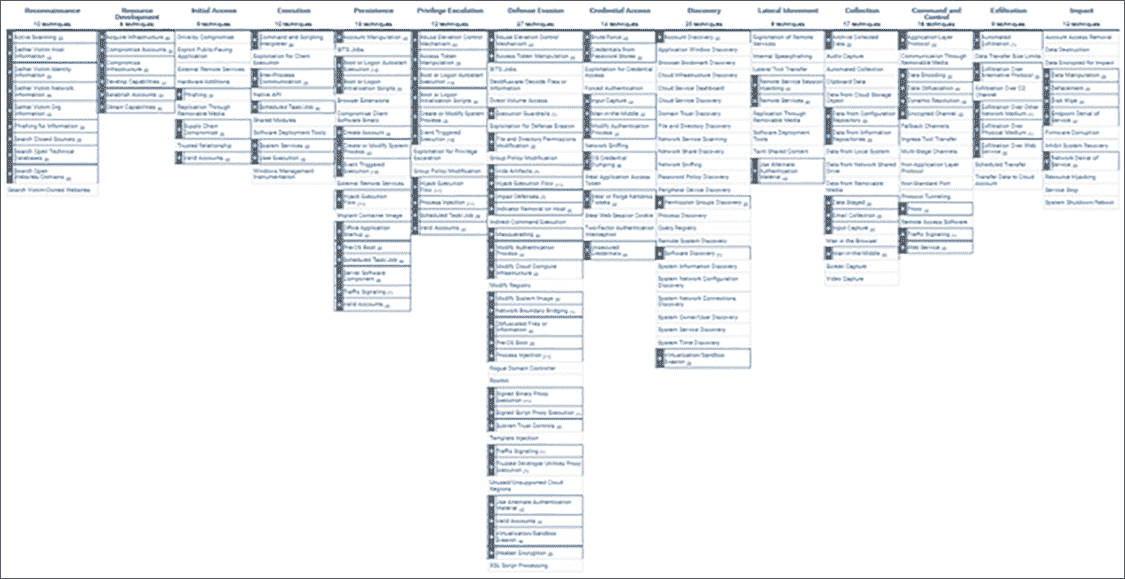 Reconnaissance
10 techniques
Active Scanning
Gather Victim Host
Information
Gather Victim Identity
Information
Gather Victim Network
Information
Gather Victim Org
Information
Phishing for Information
Search Closed Sources
Search Open Technical
Databases
Search Open
Websites/Domains
Search Victim-Owned Websites
Resource
Development
6 techniques
Acquire Infrastructure
Compromise Accounts
Compromise
Infrastructure
Develop Capabilities
Establish Accounts
Obtain Capabilities
Initial Access
9 techniques
Drive-by Compromise
Exploit Public-Facing
Application
External Remote Services
Hardware Additions
Phishing
Replication Through
Removable Media
Supply Chain
Compromise
Trusted Relationship
Valid Accounts
Execution
10 techniques
Command and Scripting
Interpreter
Exploitation for Client
Execution
Inter-Process
Communication
Native API
Scheduled Task/Job
Shared Modules
Software Deployment Tools
System Services
User Execution
Windows Management
Instrumentation
Persistence
18 techniques
Account Manipulation
BITS Jobs
Boot or Logon Autostart
Execution
Boot or Logon
Initialization Scripts
Browser Extensions
Compromise Client
Software Binary
Create Account
Create or Modify System
Process
Event Triggered
Execution
External Remote Services
Hijack Execution
Flow
Implant Container Image
Office Application
Startup
Pre-OS Boot
Scheduled Task/Job
Server Software
Component
Traffic Signaling
Valid Accounts
Privilege Escalation
12 techniques
Abuse Elevation Control
Mechanism
Access Token
Manipulation
Boot or Logon Autostart
Execution
Boot or Logon
Initialization Scripts
Create or Modify System
Process
Event Triggered
Execution
Exploitation for Privilege
Escalation
Group Policy Modification
Hijack Execution
Flow
Process Injection
Scheduled Task/Job
Valid Accounts
Defense Evasion
37 techniques
Abuse Elevation Control
Mechanism
Access Token Manipulation
BITS Jobs
Deobfuscate/Decode Files or
Information
Direct Volume Access
Execution Guardrails
Exploitation for Defense Evasion
File and Directory Permissions
Modification
Group Policy Modification
Hide Artifacts
Hijack Execution Flow
Impair Defenses
Indicator Removal on Host
Indirect Command Execution
Masquerading
Modify Authentication
Process
Modify Cloud Compute
Infrastructure
Modify Registry
Modify System Image
Network Boundary Bridging
Obfuscated Files or
Information
Pre-OS Boot
Process Injection
Rogue Domain Controller
Rootkit
Signed Binary Proxy
Execution
Signed Script Proxy Execution
Subvert Trust Controls
Template Injection
Traffic Signaling
Trusted Developer Utilities Proxy
Execution
Unused/Unsupported Cloud
Regions
Use Alternate Authentication
Material
Valid Accounts
Virtualization/Sandbox
Evasion
Weaken Encryption
XSL Script Processing
Credential Access
14 techniques
Brute Force
Credentials from
Password Stores
Exploitation for Credential
Access
Forced Authentication
Input Capture
Man-in-the-Middle
Modify Authentication
Process
Network Sniffing
OS Credential
Dumping
Steal Application Access
Token
Steal or Forge Kerberos
Tickets
Steal Web Session Cookie
Two-Factor Authentication
Interception
Unsecured
Credentials
Discovery
25 techniques
Account Discovery
Application Window Discovery
Browser Bookmark Discovery
Cloud Infrastructure Discovery
Cloud Service Dashboard
Cloud Service Discovery
Domain Trust Discovery
File and Directory Discovery
Network Service Scanning
Network Share Discovery
Network Sniffing
Password Policy Discovery
Peripheral Device Discovery
Permission Groups Discovery
Process Discovery
Query Registry
Remote System Discovery
Software Discovery
System Information Discovery
System Network Configuration
Discovery
System Network Connections
Discovery
System Owner/User Discovery
System Service Discovery
System Time Discovery
Virtualization/Sandbox
Evasion
Lateral Movement
9 techniques
Exploitation of Remote
Services
Internal Spearphishing
Lateral Tool Transfer
Remote Service Session
Hijacking
Remote Services
Replication Through
Removable Media
Software Deployment
Tools
Taint Shared Content
Use Alternate
Authentication
Material
Collection
17 techniques
Archive Collected
Data
Audio Capture
Automated Collection
Clipboard Data
Data from Cloud Storage
Object
Data from Configuration
Repository
Data from Information
Repositories
Data from Local System
Data from Network Shared
Drive
Data from Removable
Media
Data Staged
Email Collection
Input Capture
Man in the Browser
Man-in-the-Middle
Screen Capture
Video Capture
Command and
Control
16 techniques
Application Layer
Protocol
Communication Through
Removable Media
Data Encoding
Data Obfuscation
Dynamic Resolution
Encrypted Channel
Fallback Channels
Ingress Tool Transfer
Multi-Stage Channels
Non-Application Layer
Protocol
Non-Standard Port
Protocol Tunneling
Proxy
Remote Access Software
Traffic Signaling
Web Service
Exfiltration
9 techniques
Automated
Exfiltration
Data Transfer Size Limits
Exfiltration Over
Alternative Protocol
Exfiltration Over C2
Channel
Exfiltration Over Other
Network Medium
Exfiltration Over
Physical Medium
Exfiltration Over Web
Service
Scheduled Transfer
Transfer Data to Cloud
Account
Impact
13 techniques
Account Access Removal
Data Destruction
Data Encrypted for Impact
Data Manipulation
Defacement
Disk Wipe
Endpoint Denial of
Service
Firmware Corruption
Inhibit System Recovery
Network Denial of
Service
Resource Hijacking
Service Stop
System Shutdown/Reboot